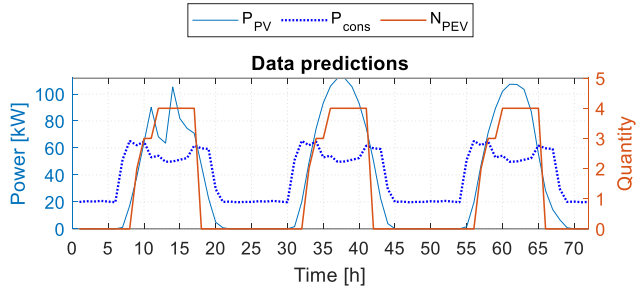 P_PV P_cons N_PEV
Data predictions
Power [kW]
100
80
60
40
20
0
5
4
3
2
1
0
Quantity
0 5 10 15 20 25 30 35 40 45 50 55 60 65 70
Time [h]